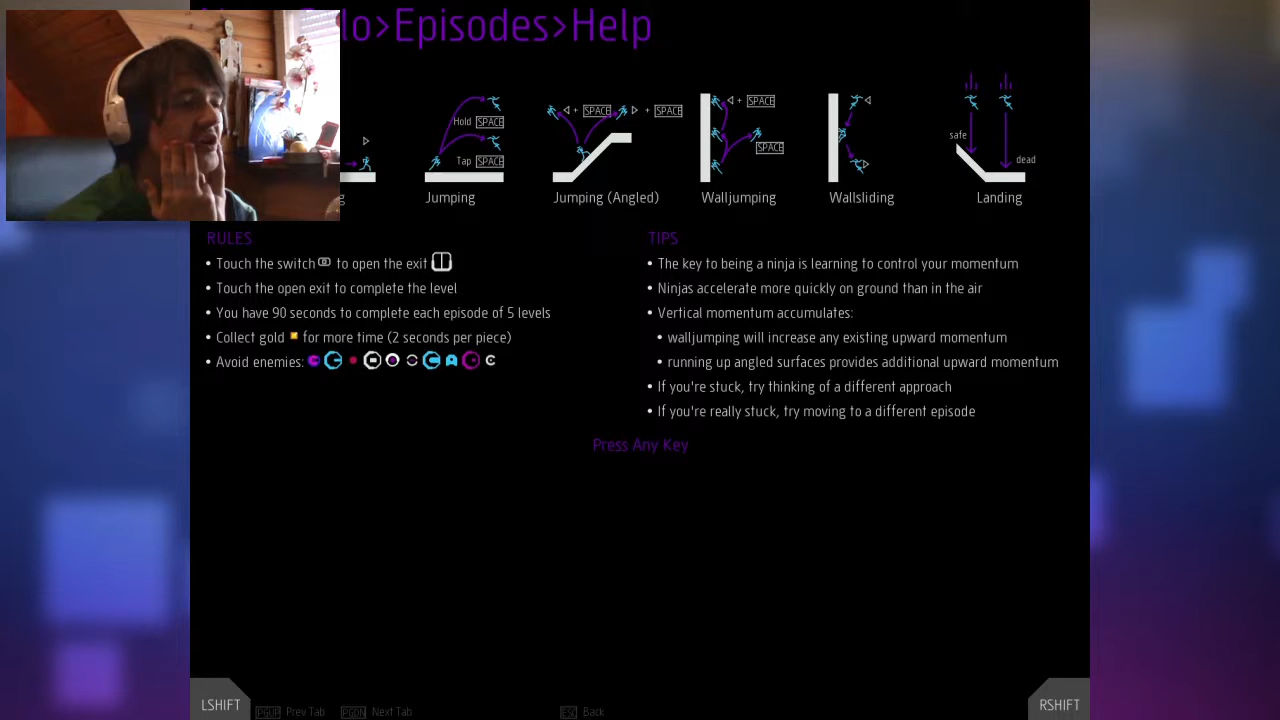 lo>Episodes>Help
Hold SPACE
Tap SPACE
+ SPACE
+ SPACE
+ SPACE
SPACE
safe
dead
g
Jumping
Jumping (Angled)
Walljumping
Wallsliding
Landing
RULES
• Touch the switch to open the exit
• Touch the open exit to complete the level
• You have 90 seconds to complete each episode of 5 levels
• Collect gold for more time (2 seconds per piece)
• Avoid enemies:
TIPS
• The key to being a ninja is learning to control your momentum
• Ninjas accelerate more quickly on ground than in the air
• Vertical momentum accumulates:
• walljumping will increase any existing upward momentum
• running up angled surfaces provides additional upward momentum
• If you're stuck, try thinking of a different approach
• If you're really stuck, try moving to a different episode
Press Any Key
LSHIFT
PGUP Prev Tab PGDN Next Tab ESC Back
RSHIFT